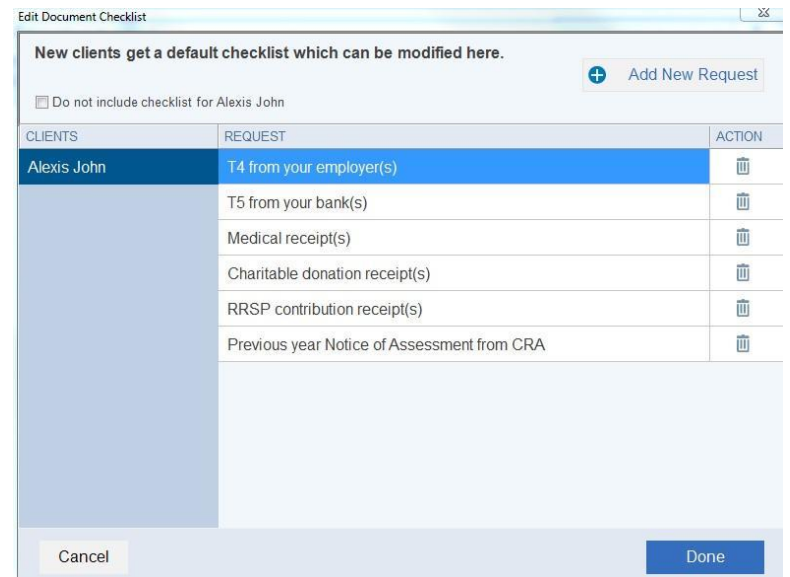 Edit Document Checklist
New clients get a default checklist which can be modified here.
Add New Request
Do not include checklist for Alexis John
CLIENTS REQUEST ACTION
Alexis John T4 from your employer(s)
T5 from your bank(s)
Medical receipt(s)
Charitable donation receipt(s)
RRSP contribution receipt(s)
Previous year Notice of Assessment from CRA
Cancel Done